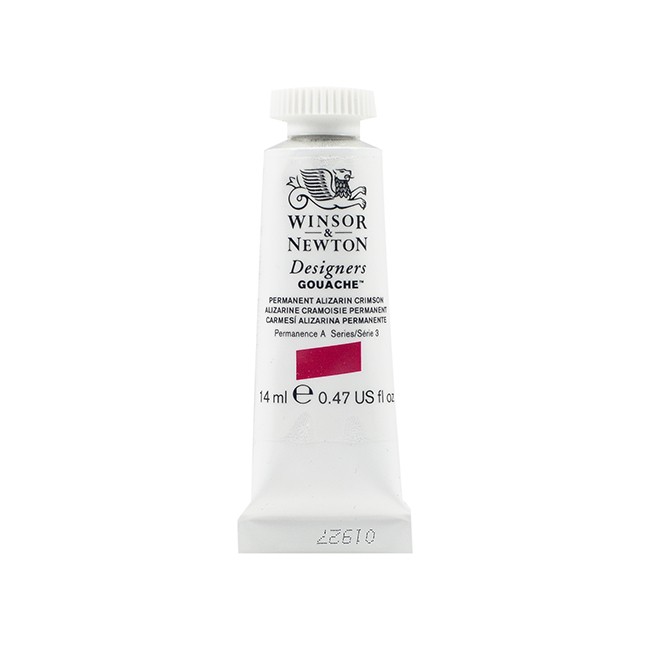 WINSOR
&
NEWTON
Designers
GOUACHE™
PERMANENT ALIZARIN CRIMSON
ALIZARINE CRAMOISIE PERMANENT
CARMESÍ ALIZARINA PERMANENTE
Permanence A Series/Série 3
14 ml ℮ 0.47 US fl oz